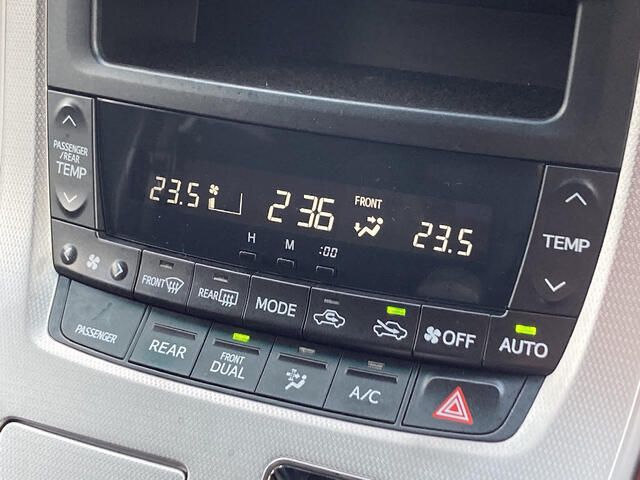 PASSENGER
/REAR
TEMP
23.5
2 36
FRONT
23.5
H M :00
TEMP
FRONT
REAR
MODE
OFF
AUTO
PASSENGER
REAR
FRONT
DUAL
A/C